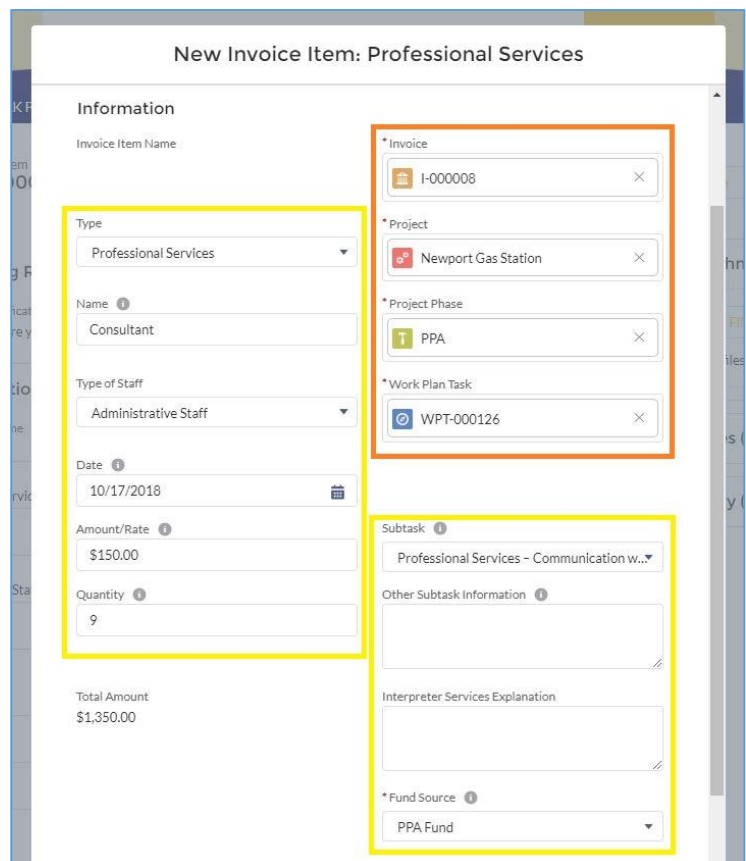 New Invoice Item: Professional Services
Information
Invoice Item Name
* Invoice
I-000008
Type
Professional Services
* Project
Newport Gas Station
Name
Consultant
* Project Phase
PPA
Type of Staff
Administrative Staff
* Work Plan Task
WPT-000126
Date
10/17/2018
Amount/Rate
$150.00
Subtask
Professional Services – Communication w...
Quantity
9
Other Subtask Information
Total Amount
$1,350.00
Interpreter Services Explanation
* Fund Source
PPA Fund